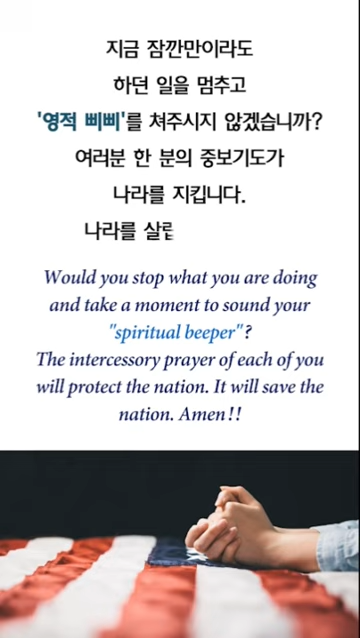 지금 잠깐만이라도
하던 일을 멈추고
'영적 삐삐'를 쳐주시지 않겠습니까?
여러분 한 분의 중보기도가
나라를 지킵니다.
나라를
Would you stop what you are doing
and take a moment to sound your
"spiritual beeper"?
The intercessory prayer of each of you
will protect the nation. It will save the
nation. Amen!!